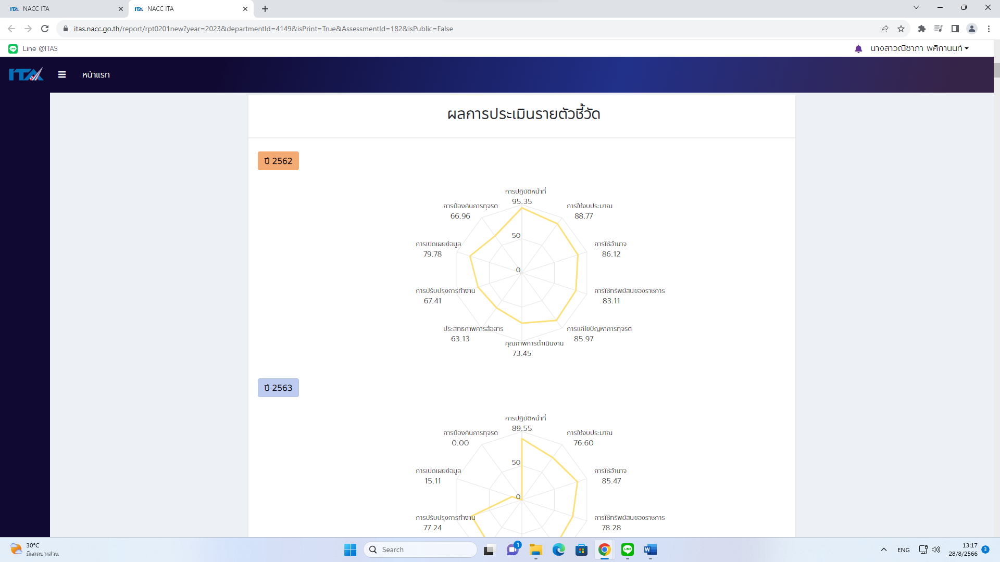 NACC ITA
NACC ITA
itas.nacc.go.th/report/rpt0201new?year=2023&departmentId=4149&isPrint=True&AssessmentId=182&isPublic=False
Line @ITAS
นางสาวณิชาภา พศิกานนท์
ITA หน้าแรก
ผลการประเมินรายตัวชี้วัด
ปี 2562
การปฏิบัติหน้าที่
95.35
การป้องกันการทุจริต
66.96
การใช้งบประมาณ
88.77
50
การเปิดเผยข้อมูล
79.78
การใช้อำนาจ
86.12
0
การปรับปรุงการทำงาน
67.41
การใช้ทรัพย์สินของราชการ
83.11
ประสิทธิภาพการสื่อสาร
63.13
การแก้ไขปัญหาการทุจริต
85.97
คุณภาพการดำเนินงาน
73.45
ปี 2563
การปฏิบัติหน้าที่
89.55
การป้องกันการทุจริต
0.00
การใช้งบประมาณ
76.60
50
การเปิดเผยข้อมูล
15.11
การใช้อำนาจ
85.47
0
การปรับปรุงการทำงาน
77.24
การใช้ทรัพย์สินของราชการ
78.28
30°C
มีแดดบางส่วน
Search
1
LINE
W
ENG
13:17
28/8/2566
3